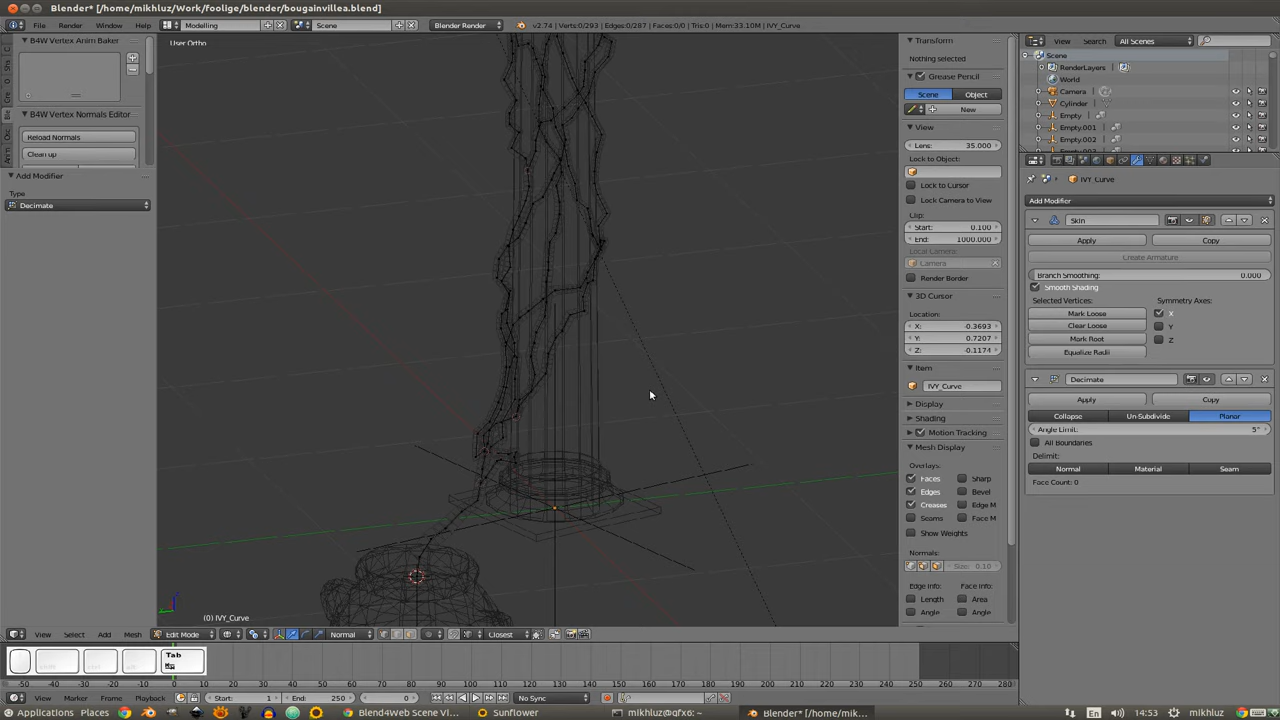 Blender* [/home/mikhluz/Work/foolige/blender/bougainvillea.blend]
File Render Window Help Modelling Scene Blender Render v2.74 | Verts:0/293 | Edges:0/287 | Faces:0/0 | Tris:0 | Mem:33.10M | IVY_Curve
B4W Vertex Anim Baker
B4W Vertex Normals Editor
Reload Normals
Clean up
Add Modifier
Type
Decimate
User Ortho
(0) IVY_Curve
Transform
Nothing selected
Grease Pencil
Scene Object
New
View
Lens: 35.000
Lock to Object:
Lock to Cursor
Lock Camera to View
Clip:
Start: 0.100
End: 1000.000
Local Camera:
Camera
Render Border
3D Cursor
Location:
X: -0.3693
Y: 0.7207
Z: -0.1174
Item
IVY_Curve
Display
Shading
Motion Tracking
Mesh Display
Overlays:
Faces Sharp
Edges Bevel
Creases Edge M
Seams Face M
Show Weights
Normals:
Size: 0.10
Edge Info: Face Info:
Length Area
Angle Angle
View Search All Scenes
Scene
RenderLayers
World
Camera
Cylinder
Empty
Empty.001
Empty.002
IVY_Curve
Add Modifier
Skin
Apply Copy
Create Armature
Branch Smoothing: 0.000
Smooth Shading
Selected Vertices: Symmetry Axes:
Mark Loose X
Clear Loose Y
Mark Root Z
Equalize Radii
Decimate
Apply Copy
Collapse Un-Subdivide Planar
Angle Limit: 5°
All Boundaries
Delimit:
Normal Material Seam
Face Count: 0
View Select Add Mesh Edit Mode Normal Closest
shift ctrl alt Tab
-50 -40 -30 -20 -10 0 10 20 30 40 50 60 70 80 90 100 110 120 130 140 150 160 170 180 190 200 210 220 230 240 250 260 270 280
View Marker Frame Playback Start: 1 End: 250 0 No Sync
Applications Places Blend4Web Scene Vi... Sunflower mikhluz@gfx6: ~ Blender* [/home/mik... En 14:53 mikhluz